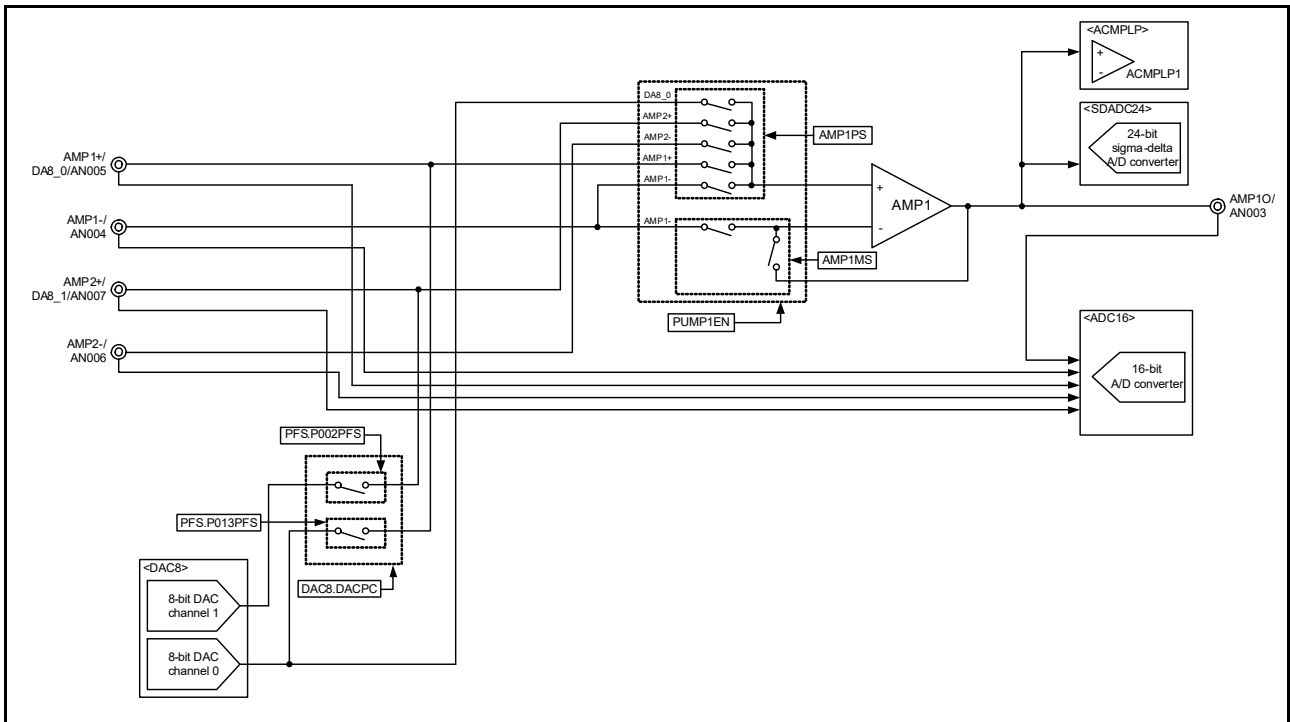 <ACMPLP>
+
-
ACMPLP1
<SDADC24>
24-bit
sigma-delta
A/D converter
DA8_0
AMP2+
AMP2-
AMP1+
AMP1-
AMP1-
AMP1PS
AMP1MS
PUMP1EN
+
AMP1
-
AMP1+/
DA8_0/AN005
AMP1-/
AN004
AMP2+/
DA8_1/AN007
AMP2-/
AN006
AMP1O/
AN003
<ADC16>
16-bit
A/D converter
PFS.P002PFS
PFS.P013PFS
DAC8.DACPC
<DAC8>
8-bit DAC
channel 1
8-bit DAC
channel 0